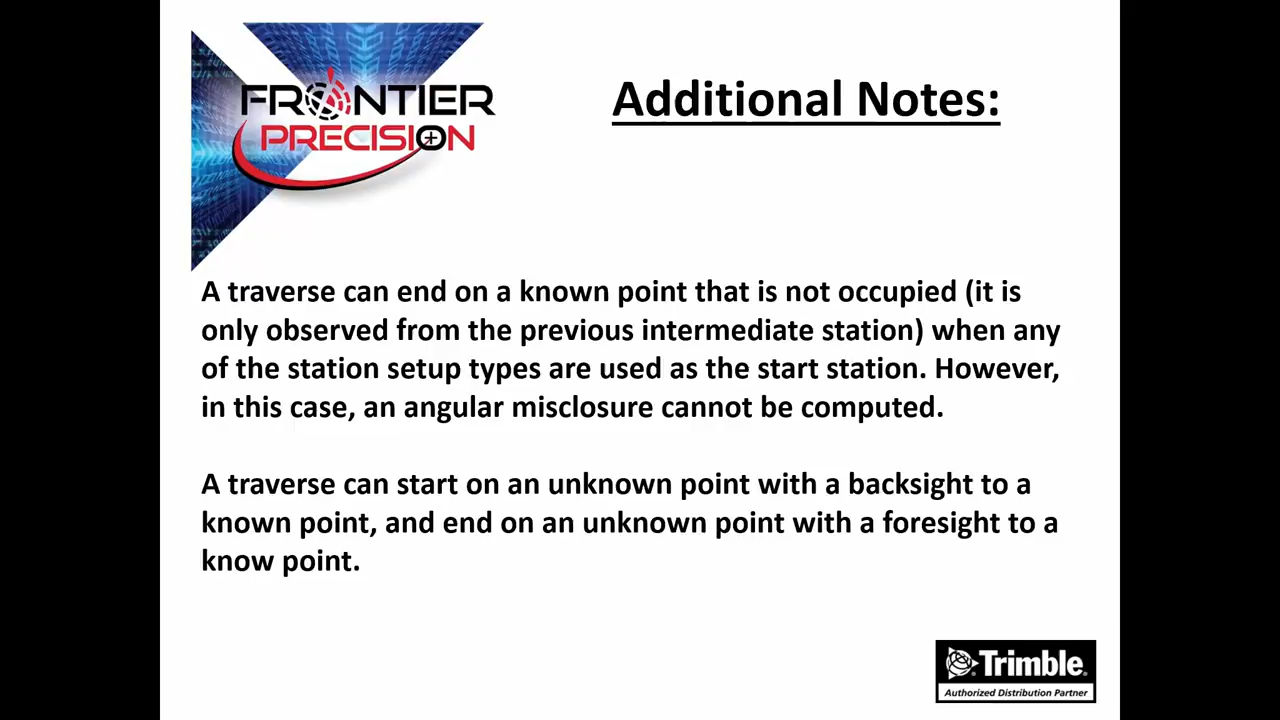 FRONTIER
PRECISION
Additional Notes:
A traverse can end on a known point that is not occupied (it is
only observed from the previous intermediate station) when any
of the station setup types are used as the start station. However,
in this case, an angular misclosure cannot be computed.
A traverse can start on an unknown point with a backsight to a
known point, and end on an unknown point with a foresight to a
know point.
Trimble.
Authorized Distribution Partner